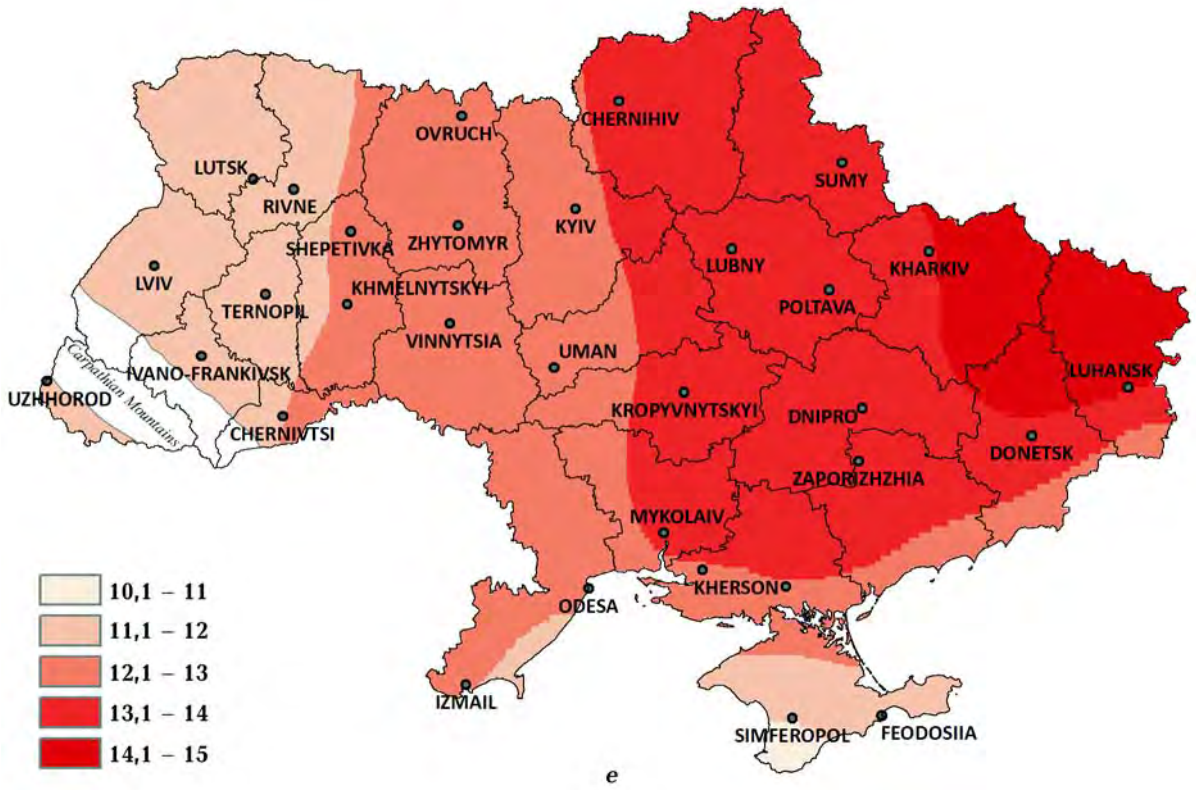 CHERNIHIV
OVRUCH
LUTSK
SUMY
RIVNE
KYIV
SHEPETIVKA
ZHYTOMYR
LUBNY
KHARKIV
LVIV
KHMELNYTSKYI
TERNOPIL
POLTAVA
VINNYTSIA
UMAN
Carpathian Mountains
IVANO-FRANKIVSK
LUHANSK
UZHHOROD
KROPYVNYTSKYI
DNIPRO
CHERNIVTSI
DONETSK
ZAPORIZHZHIA
MYKOLAIV
KHERSON
ODESA
IZMAIL
SIMFEROPOL
FEODOSIIA
10,1 – 11
11,1 – 12
12,1 – 13
13,1 – 14
14,1 – 15
e